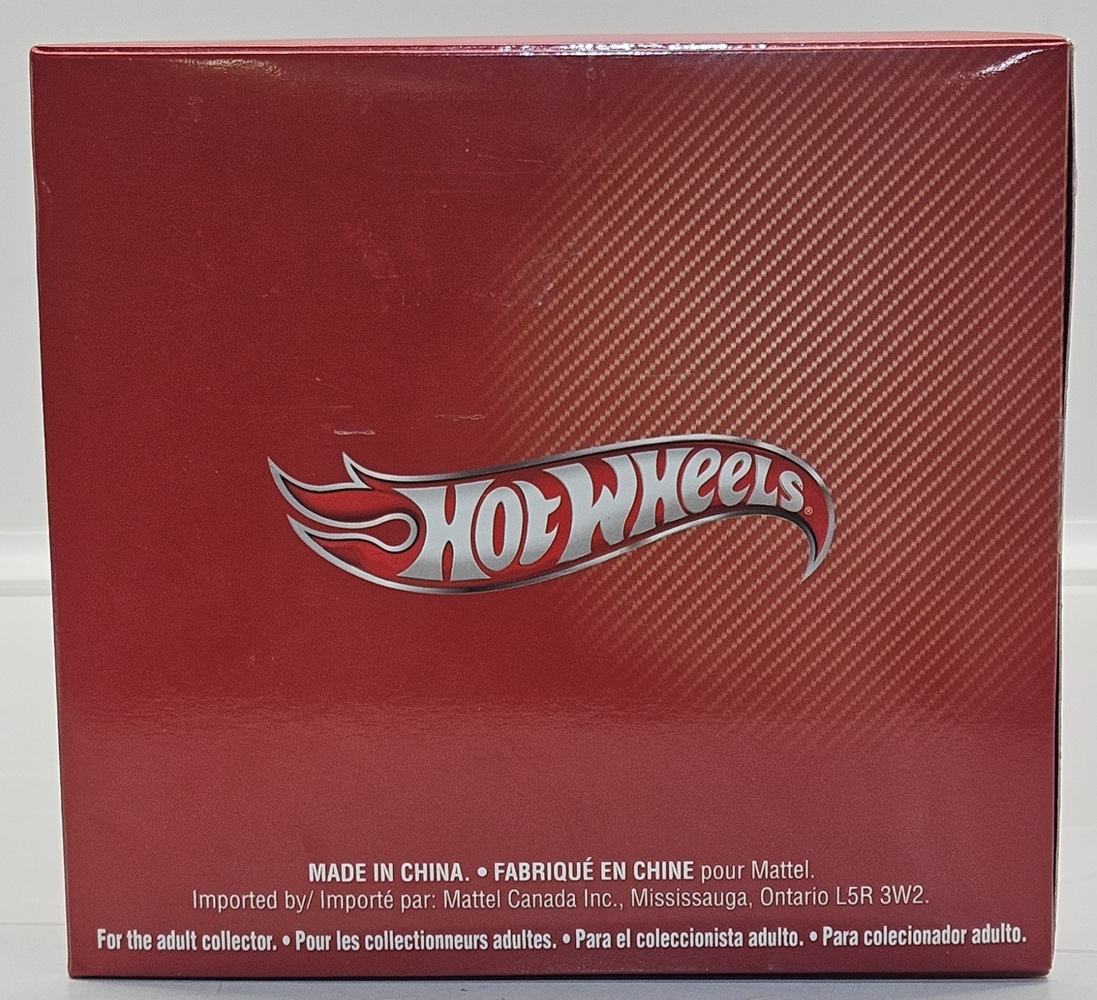 HOT WHEELS®
MADE IN CHINA. • FABRIQUÉ EN CHINE pour Mattel.
Imported by/ Importé par: Mattel Canada Inc., Mississauga, Ontario L5R 3W2.
For the adult collector. • Pour les collectionneurs adultes. • Para el coleccionista adulto. • Para colecionador adulto.